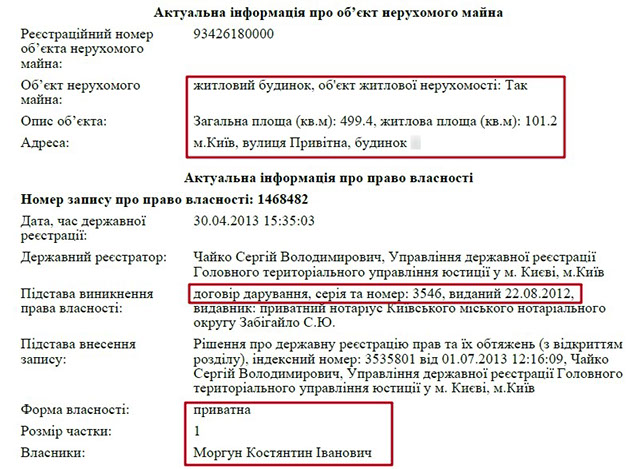 Актуальна інформація про об’єкт нерухомого майна
Реєстраційний номер 93426180000
об’єкта нерухомого
майна:
Об’єкт нерухомого житловий будинок, об'єкт житлової нерухомості: Так
майна:
Опис об’єкта: Загальна площа (кв.м): 499.4, житлова площа (кв.м): 101.2
Адреса: м.Київ, вулиця Привітна, будинок
Актуальна інформація про право власності
Номер запису про право власності: 1468482
Дата, час державної 30.04.2013 15:35:03
реєстрації:
Державний реєстратор: Чайко Сергій Володимирович, Управління державної реєстрації
Головного територіального управління юстиції у м. Києві, м.Київ
Підстава виникнення договір дарування, серія та номер: 3546, виданий 22.08.2012,
права власності: видавник: приватний нотаріус Київського міського нотаріального
округу Забігайло С.Ю.
Підстава внесення Рішення про державну реєстрацію прав та їх обтяжень (з відкриттям
запису: розділу), індексний номер: 3535801 від 01.07.2013 12:16:09, Чайко
Сергій Володимирович, Управління державної реєстрації Головного
територіального управління юстиції у м. Києві, м.Київ
Форма власності: приватна
Розмір частки: 1
Власники: Моргун Костянтин Іванович